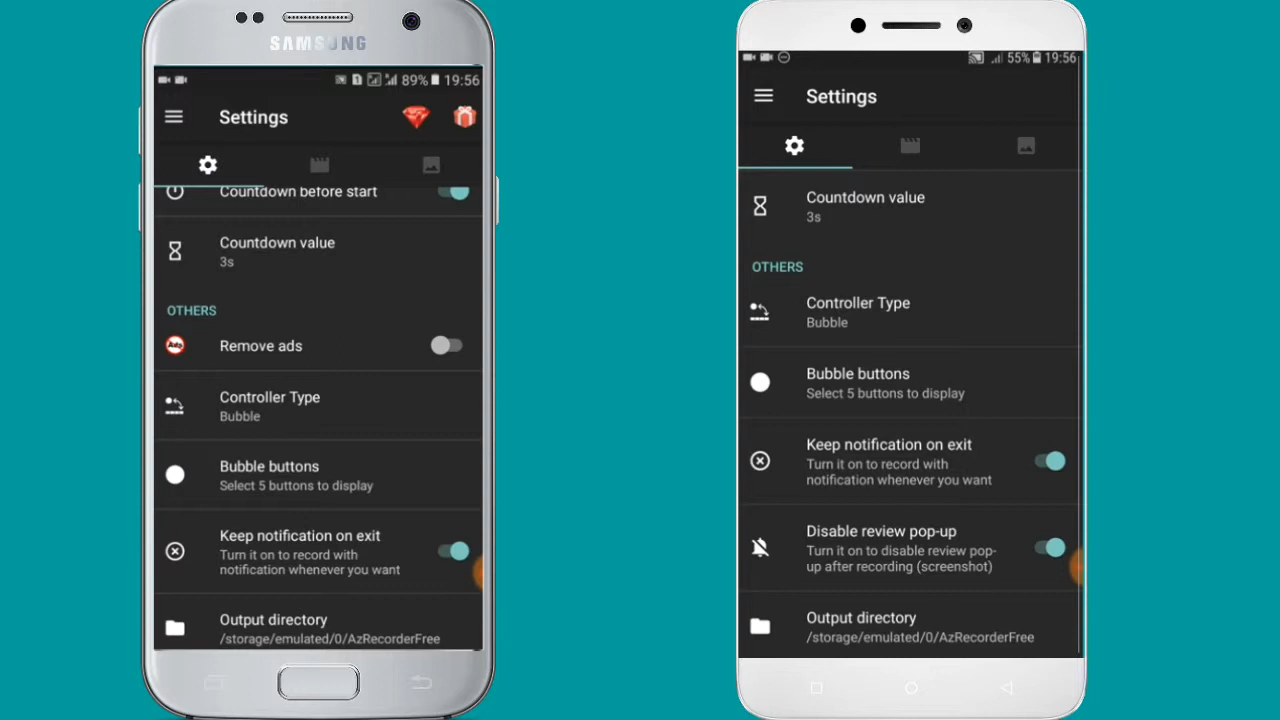 SAMSUNG
89% 19:56
Settings
Countdown before start
Countdown value
3s
OTHERS
Ads
Remove ads
Controller Type
Bubble
Bubble buttons
Select 5 buttons to display
Keep notification on exit
Turn it on to record with
notification whenever you want
Output directory
/storage/emulated/0/AzRecorderFree
55% 19:56
Settings
Countdown value
3s
OTHERS
Controller Type
Bubble
Bubble buttons
Select 5 buttons to display
Keep notification on exit
Turn it on to record with
notification whenever you want
Disable review pop-up
Turn it on to disable review pop-
up after recording (screenshot)
Output directory
/storage/emulated/0/AzRecorderFree